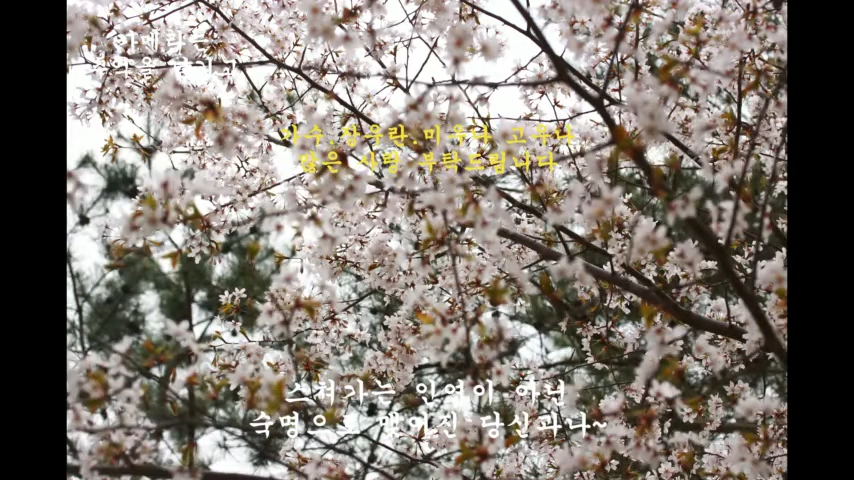 가수.강우란.미우나 고우나
많은 사랑 부탁드립니다
스쳐가는 인연이 아닌
숙명으로 맺어진 당신과나~